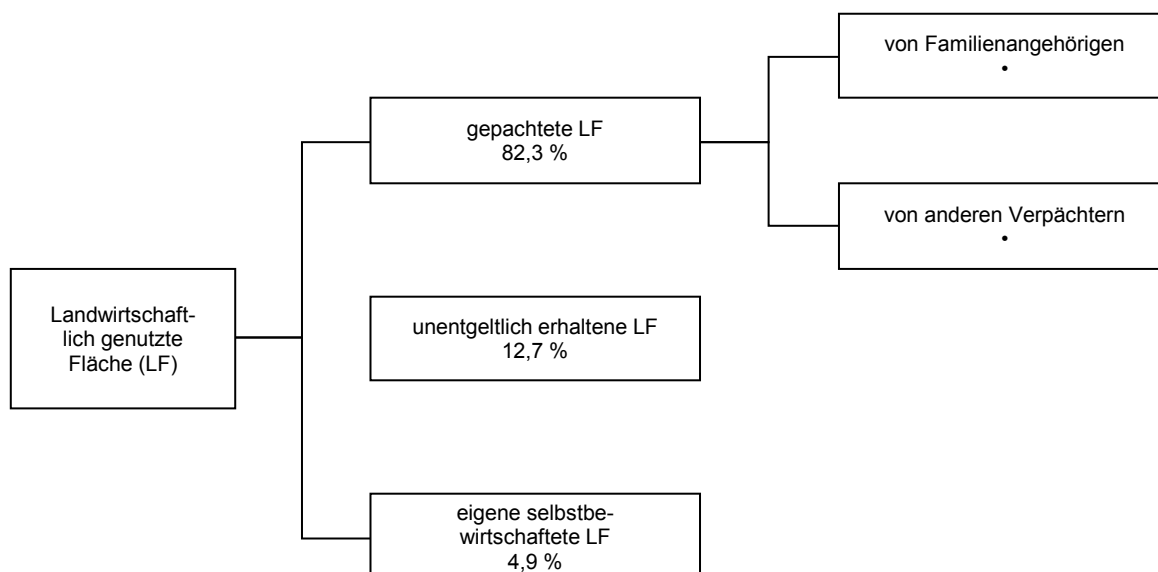 von Familienangehörigen
•
gepachtete LF
82,3 %
von anderen Verpächtern
•
Landwirtschaft-
lich genutzte
Fläche (LF)
unentgeltlich erhaltene LF
12,7 %
eigene selbstbe-
wirtschaftete LF
4,9 %